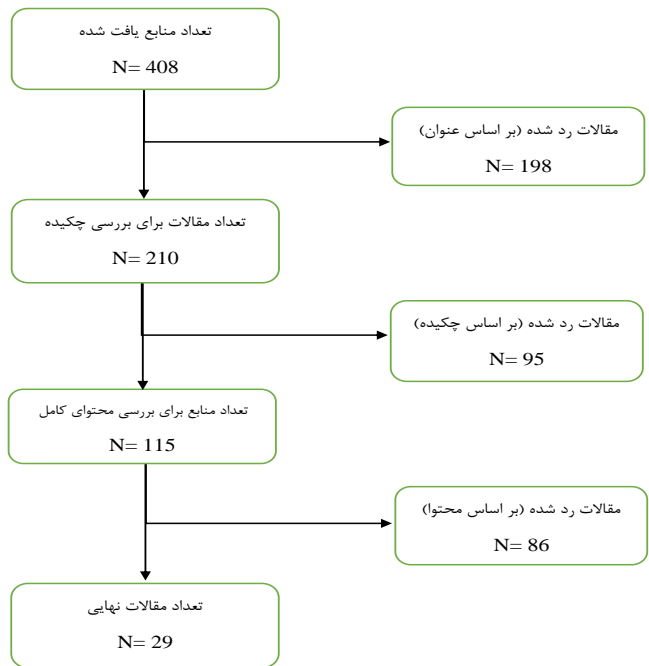 تعداد منابع یافت شده
N= 408
مقالات رد شده (بر اساس عنوان)
N= 198
تعداد مقالات برای بررسی چکیده
N= 210
مقالات رد شده (بر اساس چکیده)
N= 95
تعداد منابع برای بررسی محتوای کامل
N= 115
مقالات رد شده (بر اساس محتوا)
N= 86
تعداد مقالات نهایی
N= 29